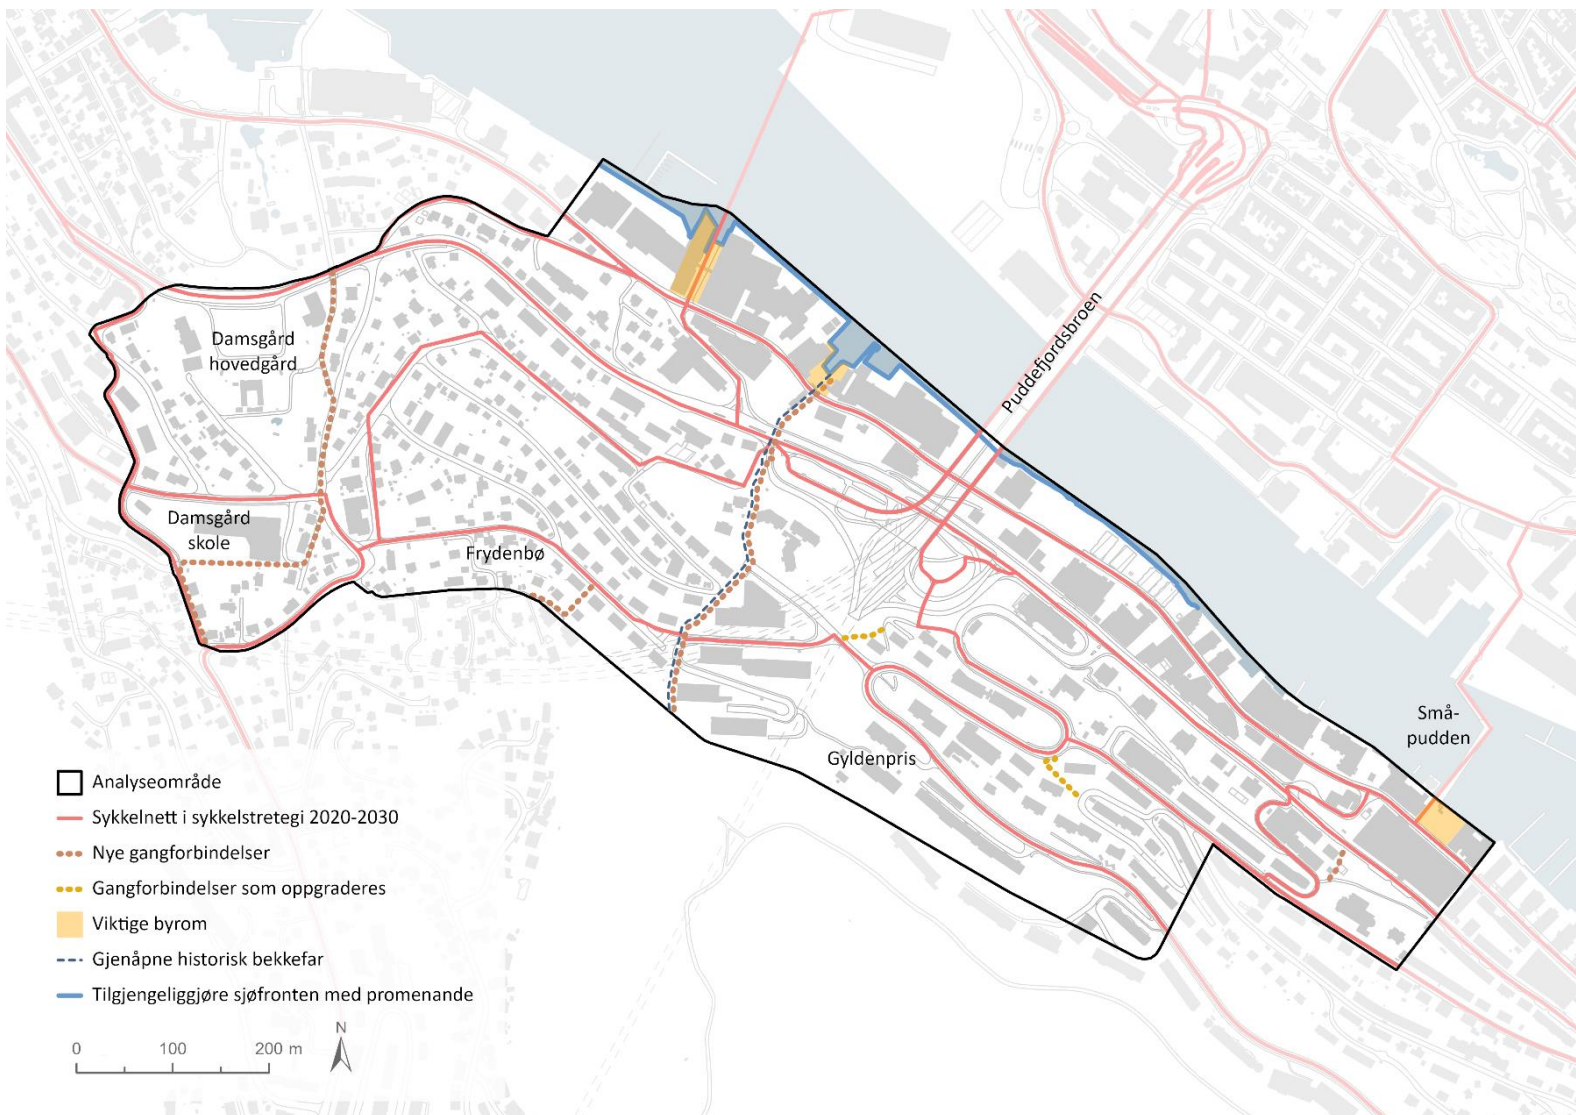 Puddefjordsbroen
Damsgård
hovedgård
Damsgård
skole
Frydenbø
Gyldenpris
Små-
pudden
Analyseområde
Sykkelnett i sykkelstretegi 2020-2030
Nye gangforbindelser
Gangforbindelser som oppgraderes
Viktige byrom
Gjenåpne historisk bekkefar
Tilgjengeliggjøre sjøfronten med promenande
N
0 100 200 m